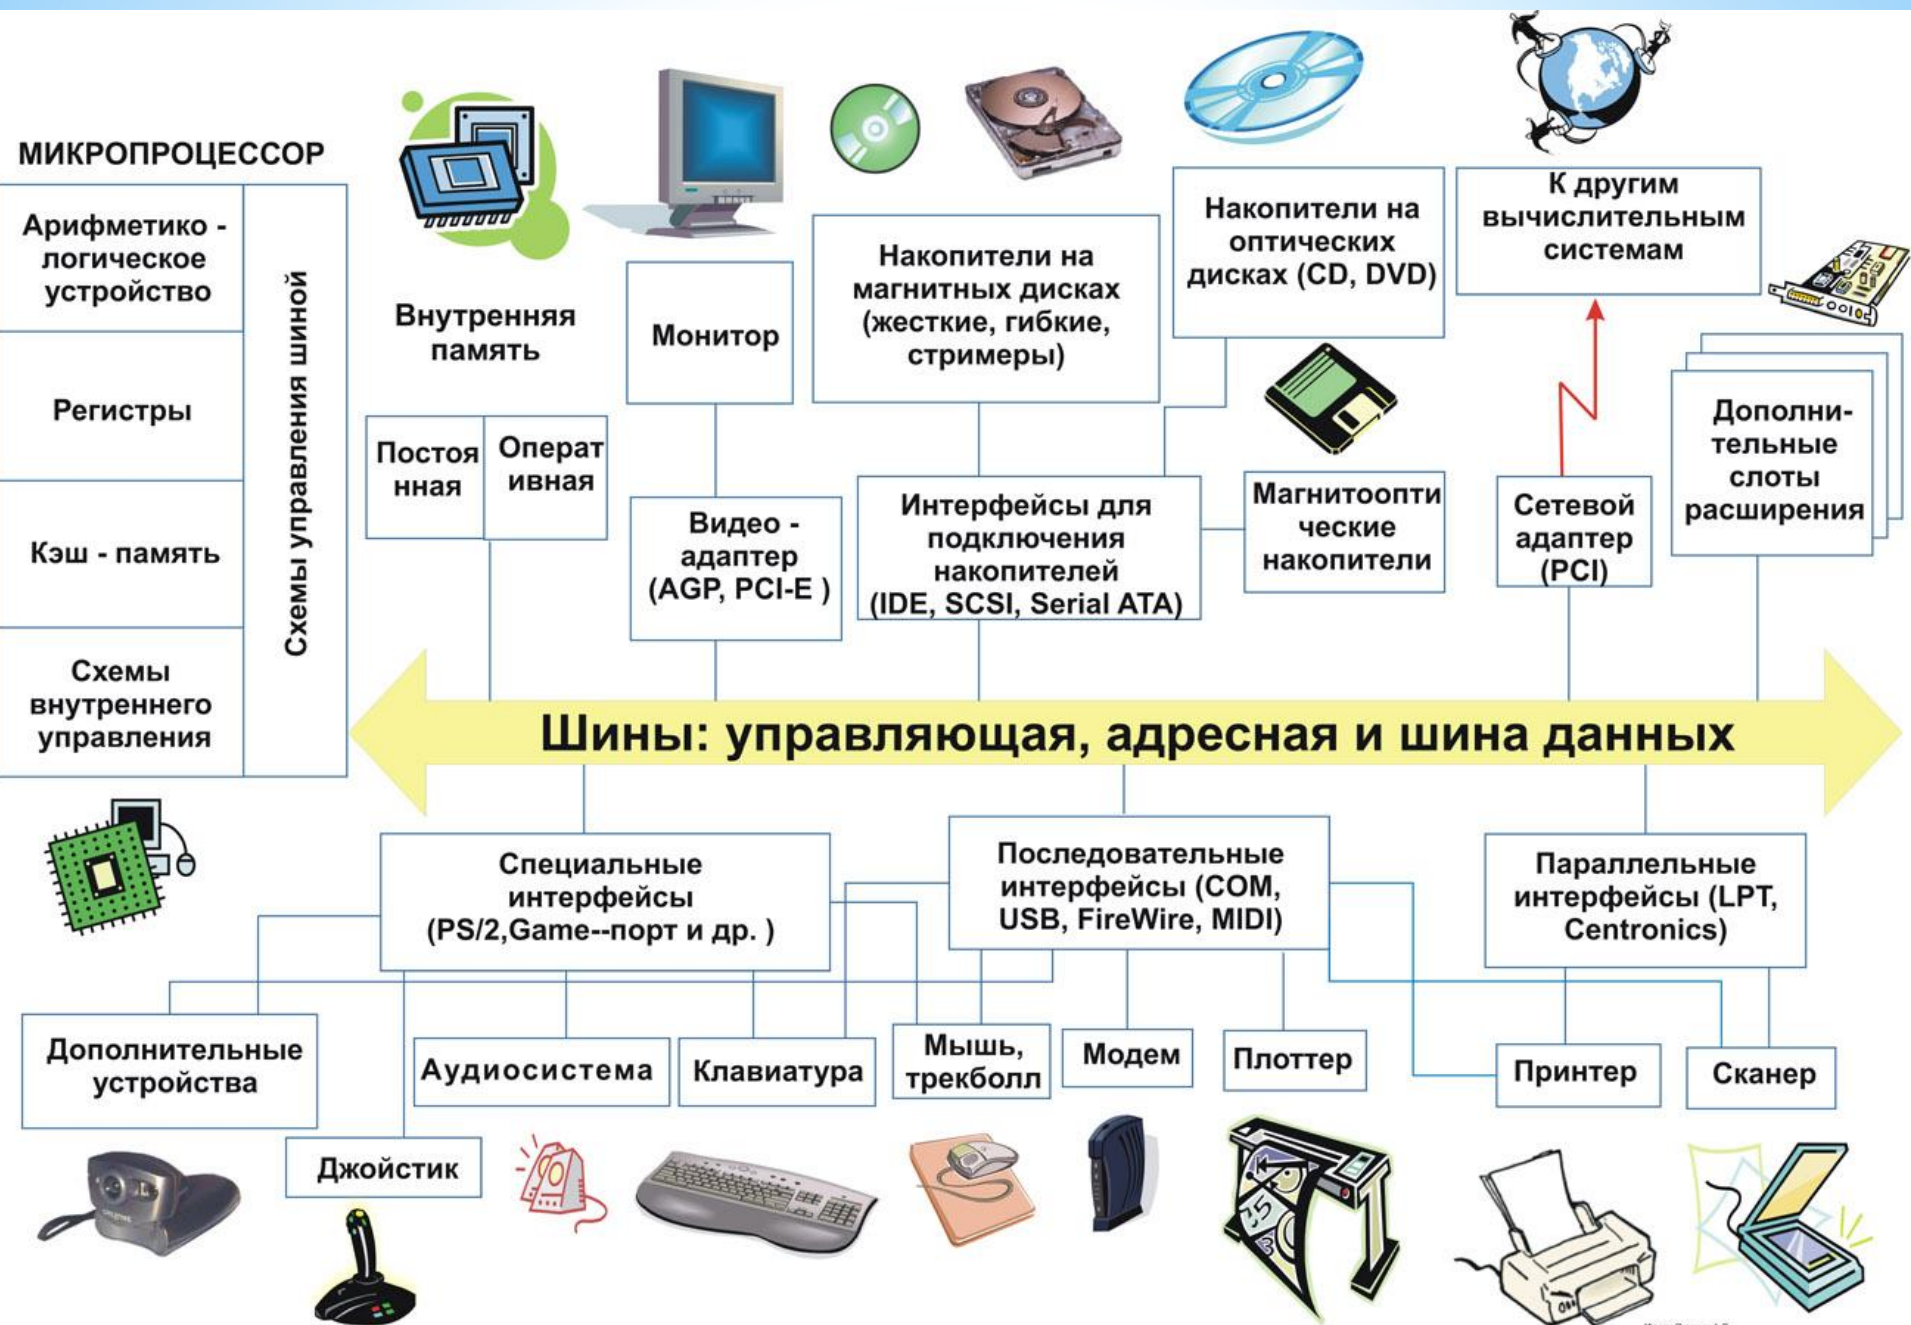 МИКРОПРОЦЕССОР
Арифметико -
логическое
устройство
Регистры
Кэш - память
Схемы
внутреннего
управления
Схемы управления шиной
Внутренняя
память
Постоя
нная
Операт
ивная
Монитор
Видео -
адаптер
(AGP, PCI-E )
Накопители на
магнитных дисках
(жесткие, гибкие,
стримеры)
Накопители на
оптических
дисках (CD, DVD)
Интерфейсы для
подключения
накопителей
(IDE, SCSI, Serial ATA)
Магнитоопти
ческие
накопители
К другим
вычислительным
системам
Сетевой
адаптер
(PCI)
Дополни-
тельные
слоты
расширения
Шины: управляющая, адресная и шина данных
Специальные
интерфейсы
(PS/2,Game--порт и др. )
Последовательные
интерфейсы (COM,
USB, FireWire, MIDI)
Параллельные
интерфейсы (LPT,
Centronics)
Дополнительные
устройства
Джойстик
Аудиосистема
Клавиатура
Мышь,
трекболл
Модем
Плоттер
Принтер
Сканер